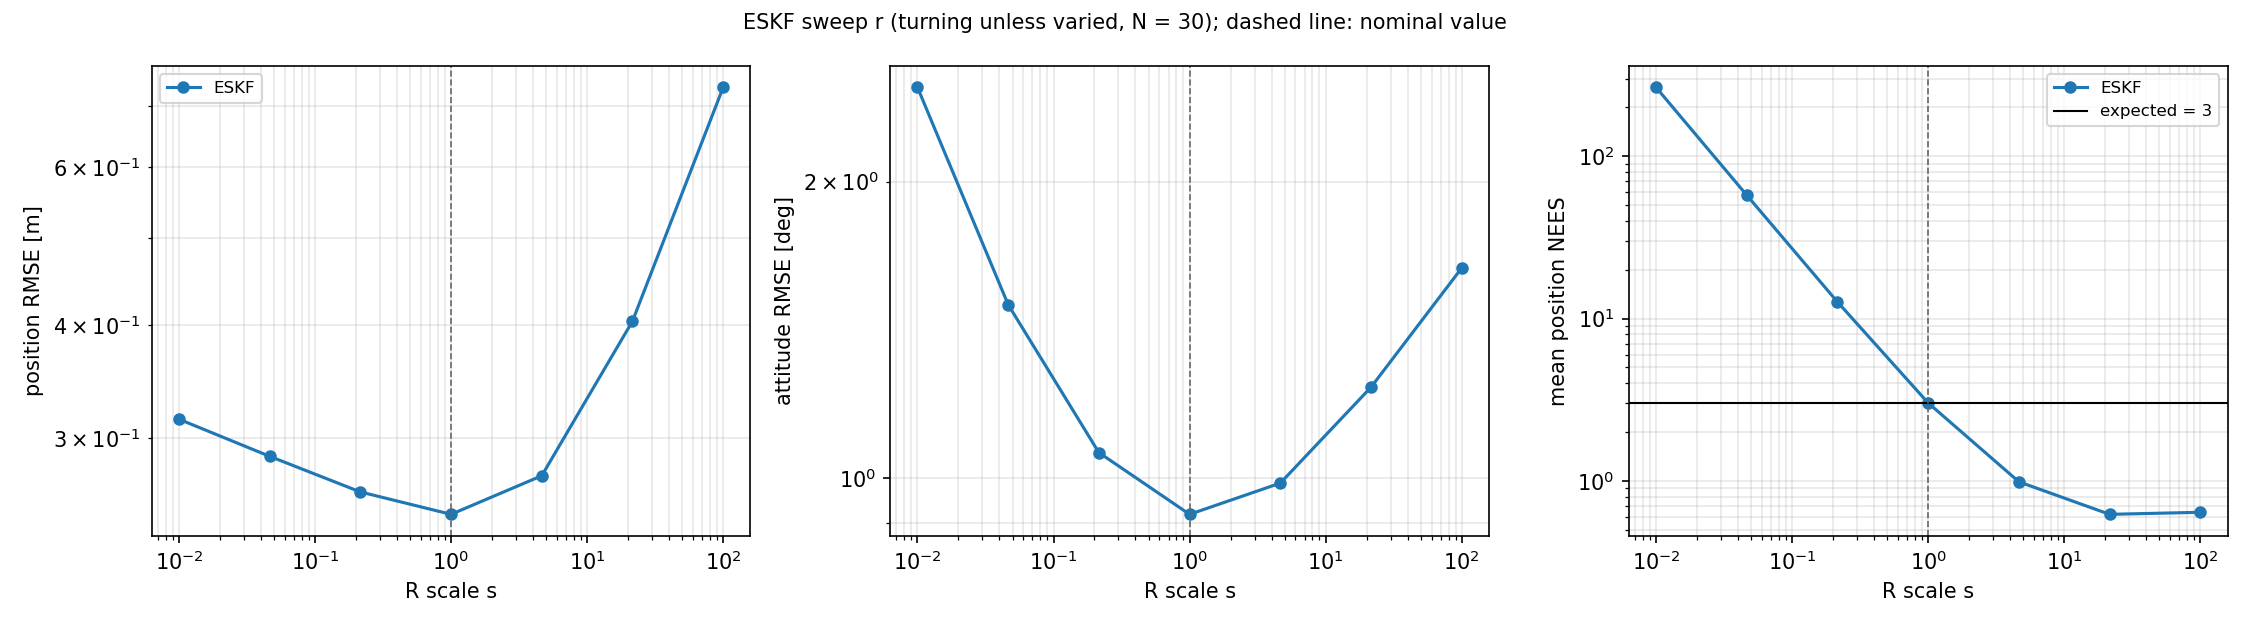 ESKF sweep r (turning unless varied, N = 30); dashed line: nominal value
ESKF
6 × 10⁻¹
4 × 10⁻¹
3 × 10⁻¹
position RMSE [m]
10⁻² 10⁻¹ 10⁰ 10¹ 10²
R scale s
2 × 10⁰
10⁰
attitude RMSE [deg]
10⁻² 10⁻¹ 10⁰ 10¹ 10²
R scale s
ESKF
expected = 3
10²
10¹
10⁰
mean position NEES
10⁻² 10⁻¹ 10⁰ 10¹ 10²
R scale s